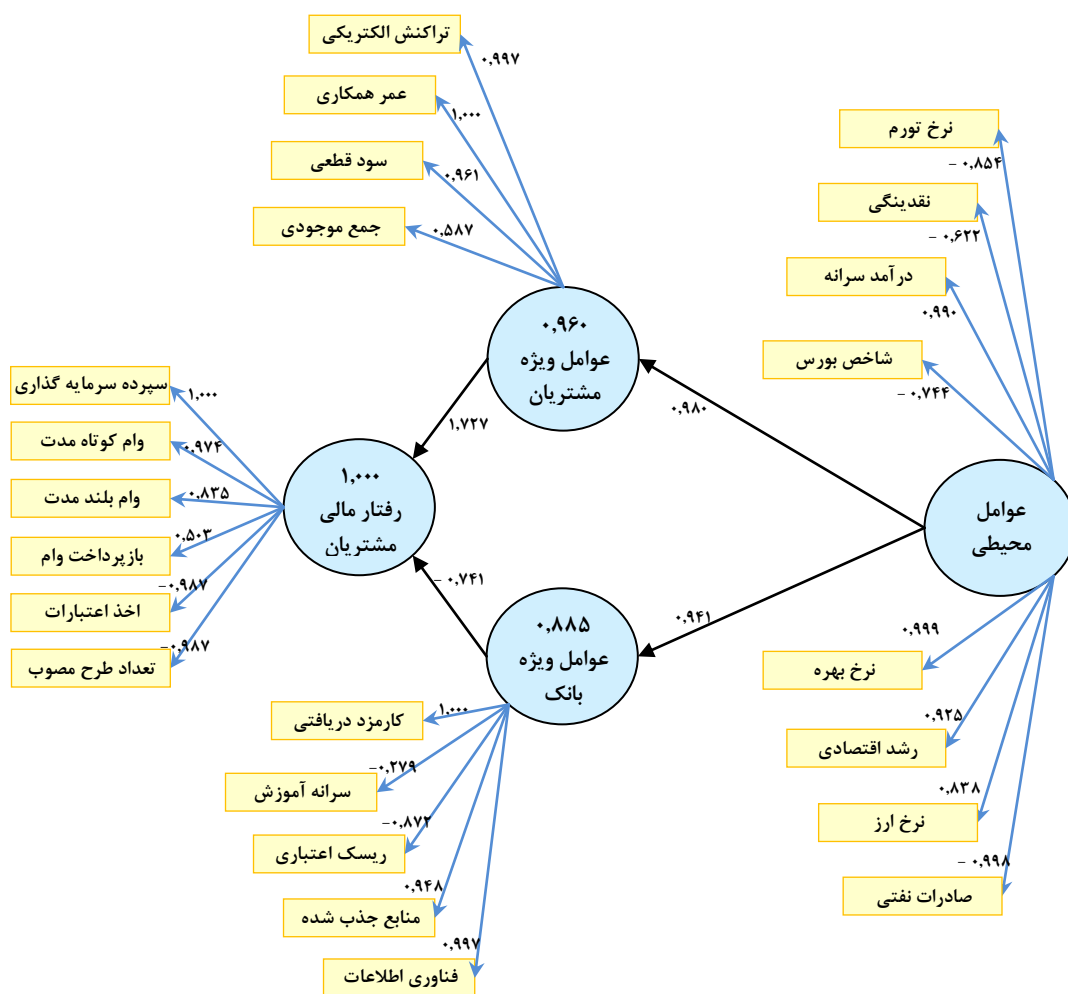 تراکنش الکتریکی
۰,۹۹۷
عمر همکاری
۱,۰۰۰
سود قطعی
۰,۹۶۱
جمع موجودی
۰,۵۸۷
نرخ تورم
- ۰,۸۵۴
نقدینگی
- ۰,۶۲۲
درآمد سرانه
۰,۹۹۰
شاخص بورس
- ۰,۷۴۴
۰,۹۶۰
عوامل ویژه
مشتریان
۰,۹۸۰
۱,۷۲۷
سپرده سرمایه گذاری
۱,۰۰۰
وام کوتاه مدت
۰,۹۷۴
وام بلند مدت
۰,۸۳۵
بازپرداخت وام
۰,۵۰۳
اخذ اعتبارات
-۰,۹۸۷
تعداد طرح مصوب
-۰,۹۸۷
۱,۰۰۰
رفتار مالی
مشتریان
عوامل
محیطی
- ۰,۷۴۱
۰,۹۴۱
۰,۸۸۵
عوامل ویژه
بانک
۰,۹۹۹
نرخ بهره
۰,۹۲۵
رشد اقتصادی
۰,۸۳۸
نرخ ارز
- ۰,۹۹۸
صادرات نفتی
کارمزد دریافتی
۱,۰۰۰
سرانه آموزش
-۰,۲۷۹
ریسک اعتباری
-۰,۸۷۲
منابع جذب شده
۰,۹۴۸
فناوری اطلاعات
۰,۹۹۷